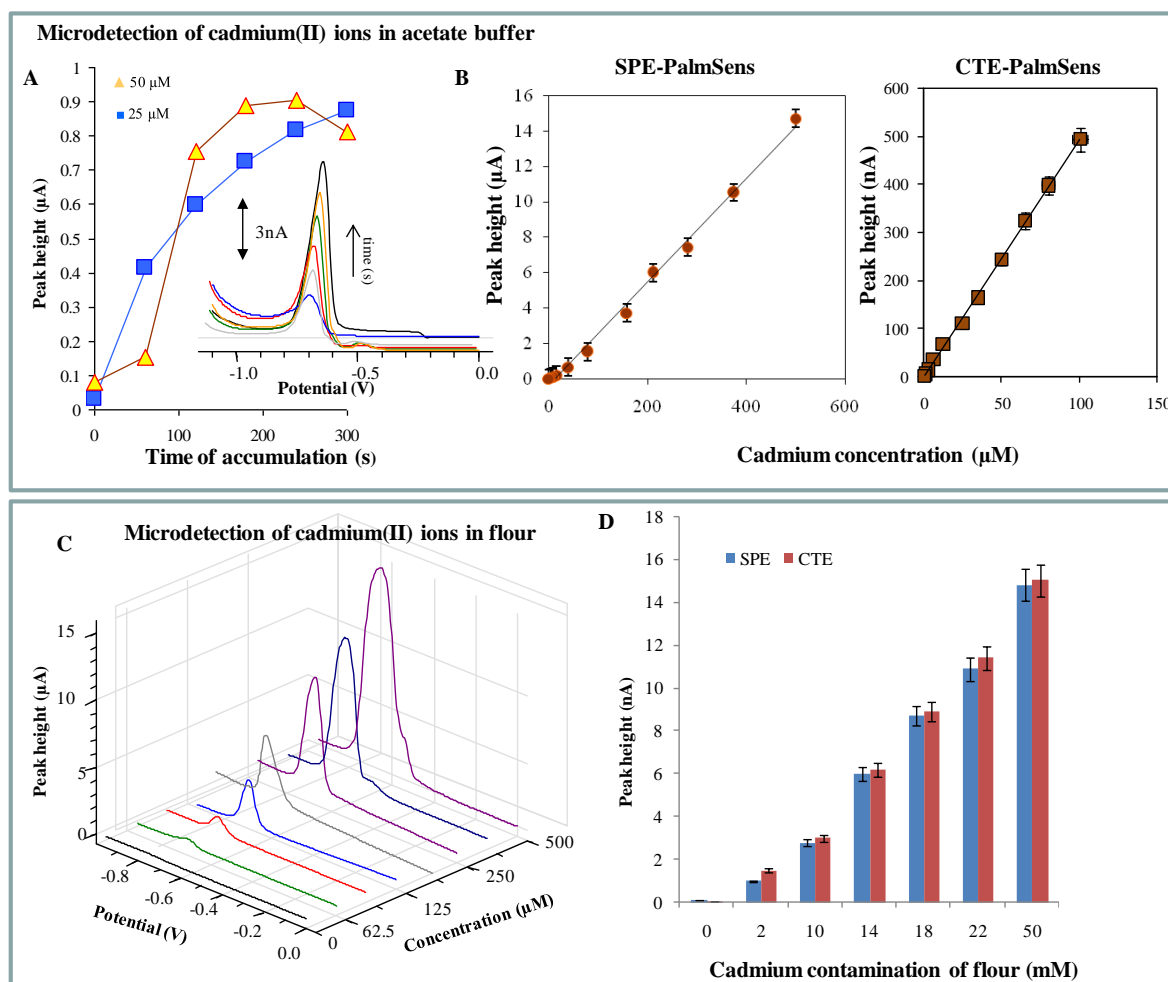 Microdetection of cadmium(II) ions in acetate buffer
A
50 µM
25 µM
Peak height (µA)
1
0.9
0.8
0.7
0.6
0.5
0.4
0.3
0.2
0.1
0
0 100 200 300
Time of accumulation (s)
3nA
time (s)
-1.0 -0.5 0.0
Potential (V)
B
SPE-PalmSens
Peak height (µA)
16
14
12
10
8
6
4
2
0
0 200 400 600
CTE-PalmSens
Peak height (nA)
600
500
400
300
200
100
0
0 50 100 150
Cadmium concentration (µM)
Microdetection of cadmium(II) ions in flour
C
Peak height (µA)
15
10
5
0
-0.8
-0.6
-0.4
-0.2
0.0
Potential (V)
0
62.5
125
250
500
Concentration (µM)
D
SPE CTE
Peak height (nA)
18
16
14
12
10
8
6
4
2
0
0 2 10 14 18 22 50
Cadmium contamination of flour (mM)